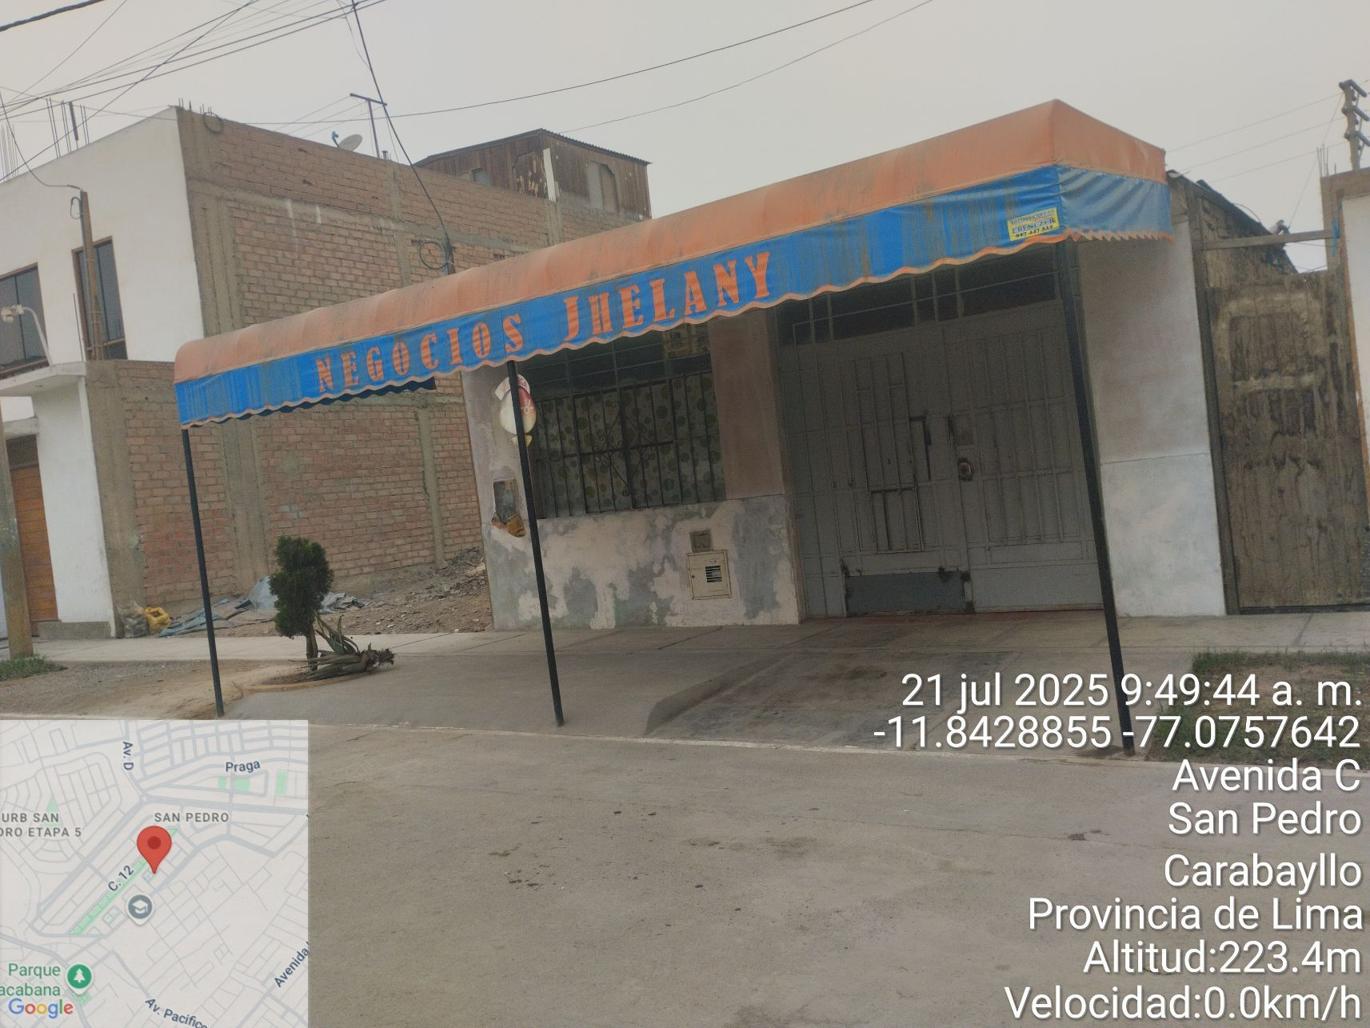 NEGOCIOS JHELANY
EBENEZER
21 jul 2025 9:49:44 a. m.
-11.8428855 -77.0757642
Avenida C
San Pedro
Carabayllo
Provincia de Lima
Altitud:223.4m
Velocidad:0.0km/h
Av. D
Praga
URB SAN
DRO ETAPA 5
SAN PEDRO
C. 12
Parque
acabana
Google
Avenida
Av. Pacífico